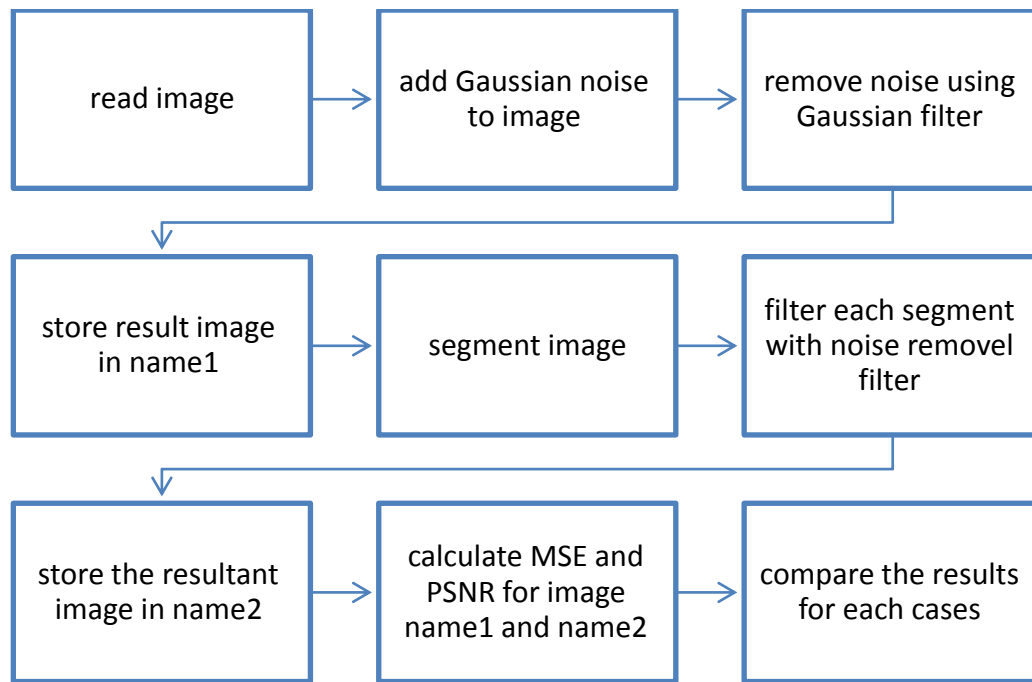 read image
add Gaussian noise
to image
remove noise using
Gaussian filter
store result image
in name1
segment image
filter each segment
with noise removel
filter
store the resultant
image in name2
calculate MSE and
PSNR for image
name1 and name2
compare the results
for each cases